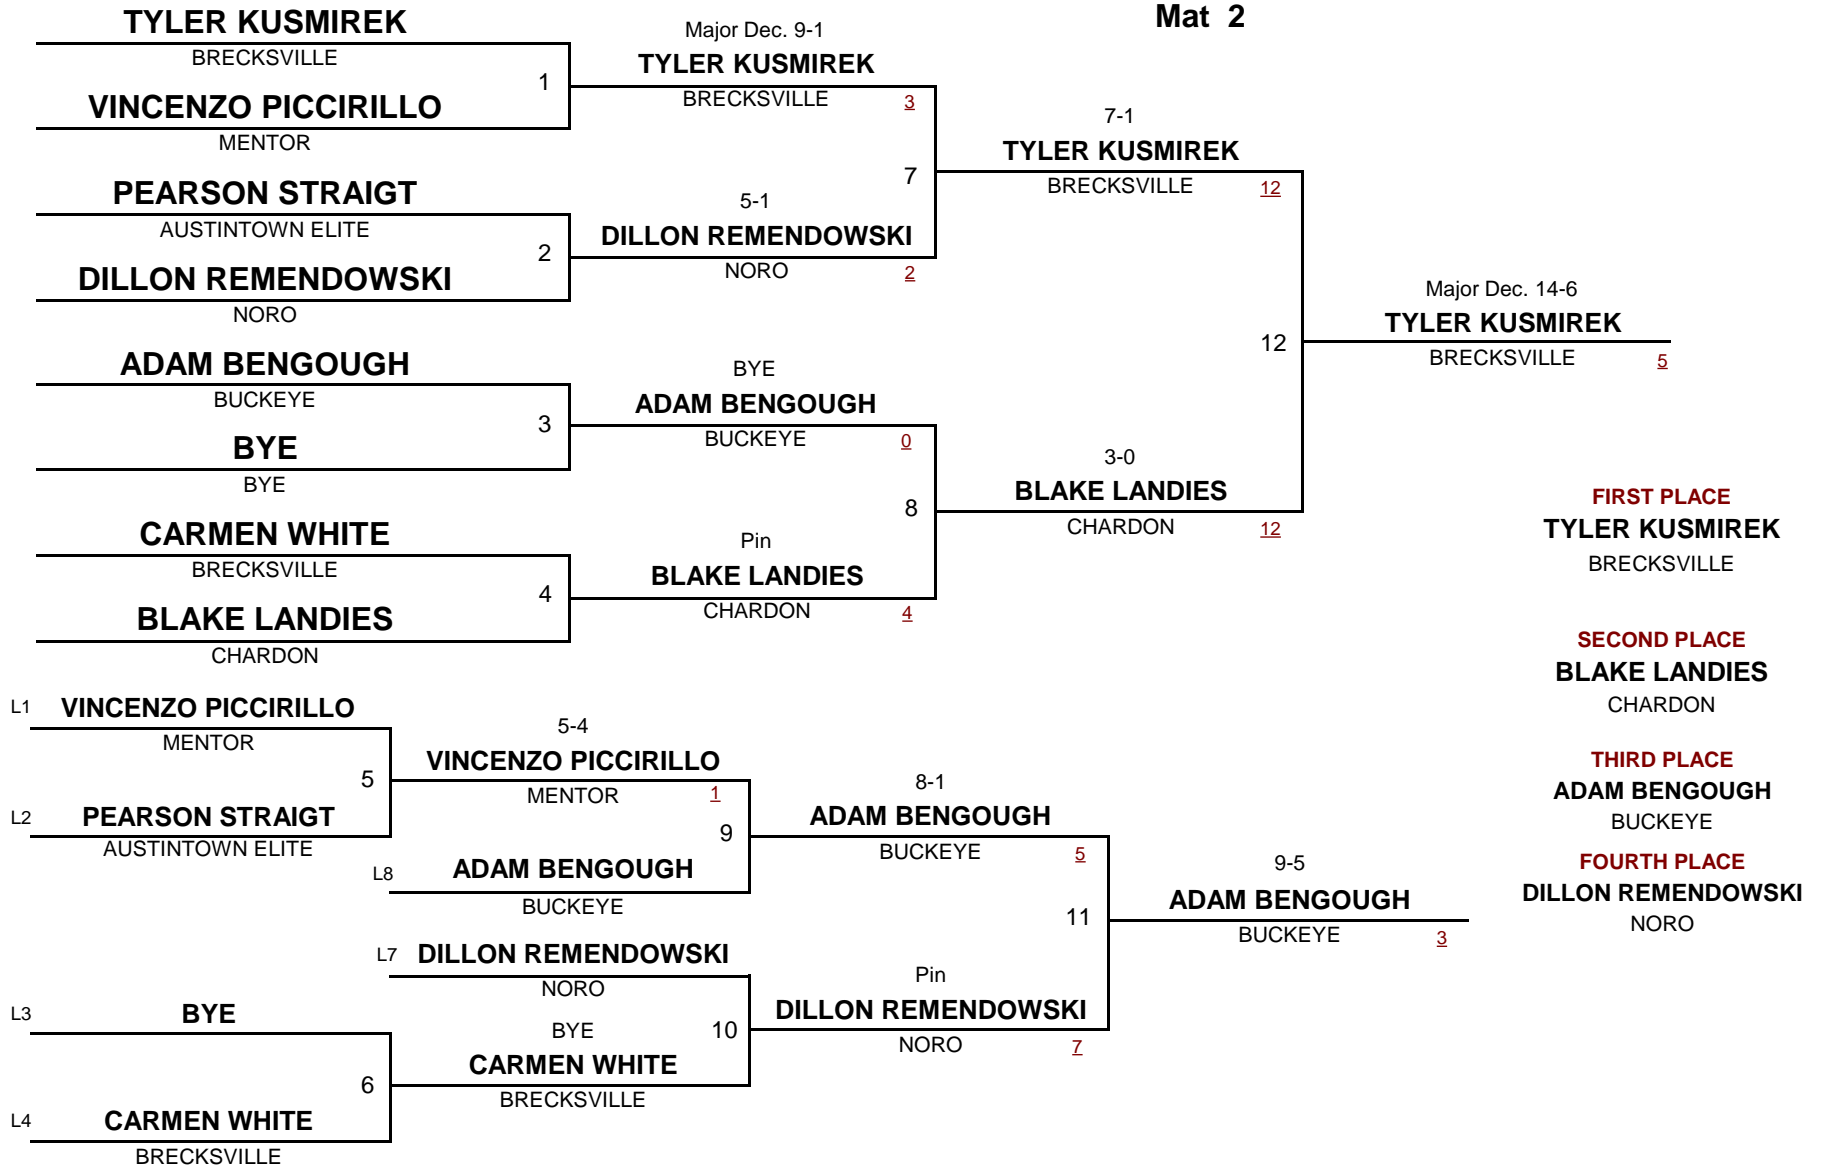 Mat 2
TYLER KUSMIREK
BRECKSVILLE
1
VINCENZO PICCIRILLO
MENTOR
PEARSON STRAIGT
AUSTINTOWN ELITE
2
DILLON REMENDOWSKI
NORO
ADAM BENGOUGH
BUCKEYE
3
BYE
BYE
CARMEN WHITE
BRECKSVILLE
4
BLAKE LANDIES
CHARDON
Major Dec. 9-1
TYLER KUSMIREK
BRECKSVILLE 3
7
5-1
DILLON REMENDOWSKI
NORO 2
BYE
ADAM BENGOUGH
BUCKEYE 0
8
Pin
BLAKE LANDIES
CHARDON 4
7-1
TYLER KUSMIREK
BRECKSVILLE 12
12
3-0
BLAKE LANDIES
CHARDON 12
Major Dec. 14-6
TYLER KUSMIREK
BRECKSVILLE 5
FIRST PLACE
TYLER KUSMIREK
BRECKSVILLE
SECOND PLACE
BLAKE LANDIES
CHARDON
THIRD PLACE
ADAM BENGOUGH
BUCKEYE
FOURTH PLACE
DILLON REMENDOWSKI
NORO
L1 VINCENZO PICCIRILLO
MENTOR
5
L2 PEARSON STRAIGT
AUSTINTOWN ELITE
L3 BYE
6
L4 CARMEN WHITE
BRECKSVILLE
5-4
VINCENZO PICCIRILLO
MENTOR 1
9
L8 ADAM BENGOUGH
BUCKEYE
L7 DILLON REMENDOWSKI
NORO
BYE 10
CARMEN WHITE
BRECKSVILLE
8-1
ADAM BENGOUGH
BUCKEYE 5
11
Pin
DILLON REMENDOWSKI
NORO 7
9-5
ADAM BENGOUGH
BUCKEYE 3